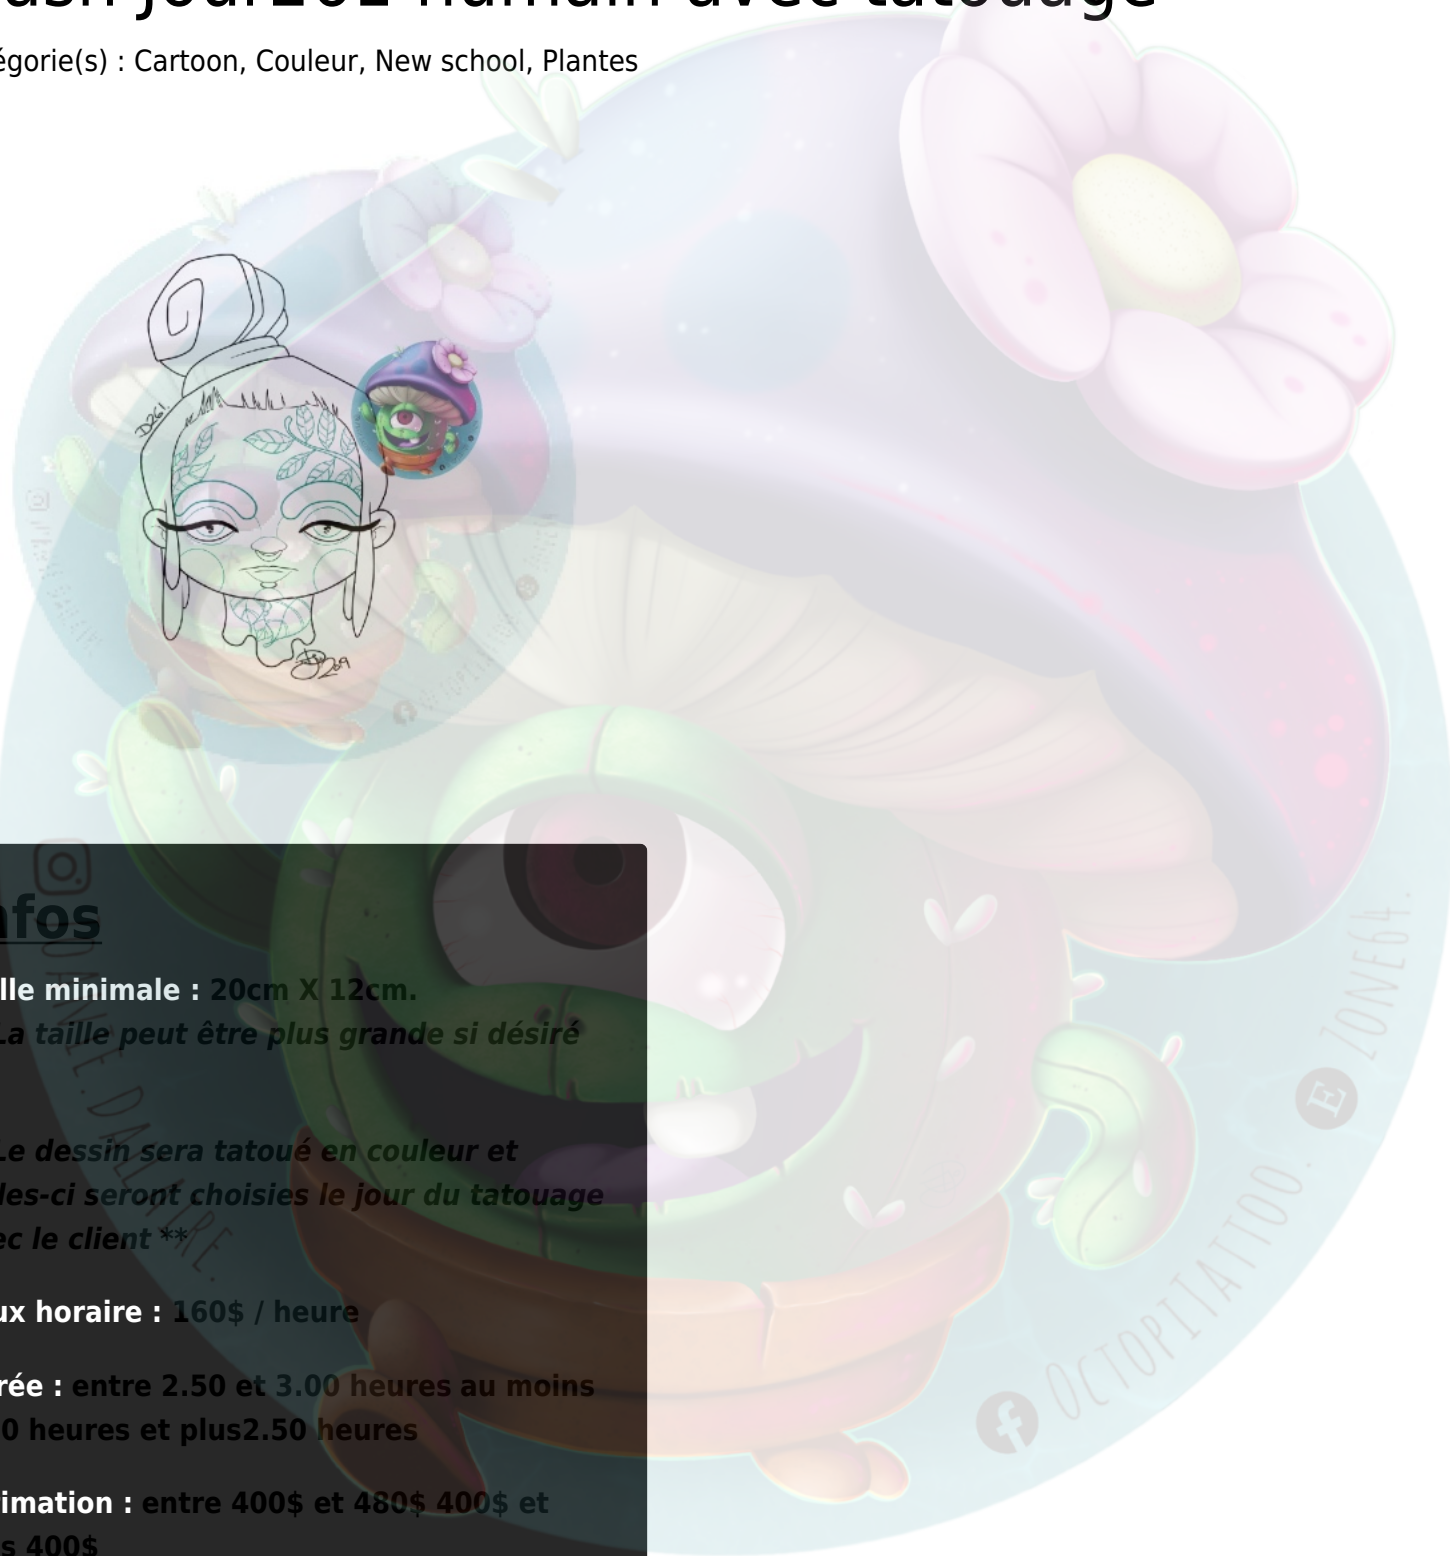 égorie(s) : Cartoon, Couleur, New school, Plantes
D261
nfos
lle minimale : 20cm X 12cm.
La taille peut être plus grande si désiré
Le dessin sera tatoué en couleur et
les-ci seront choisies le jour du tatouage
ec le client **
ux horaire : 160$ / heure
rée : entre 2.50 et 3.00 heures au moins
0 heures et plus2.50 heures
imation : entre 400$ et 480$ 400$ et
s 400$
DALLAIRE.
OCTOPITATTOO.
E ZONE64.